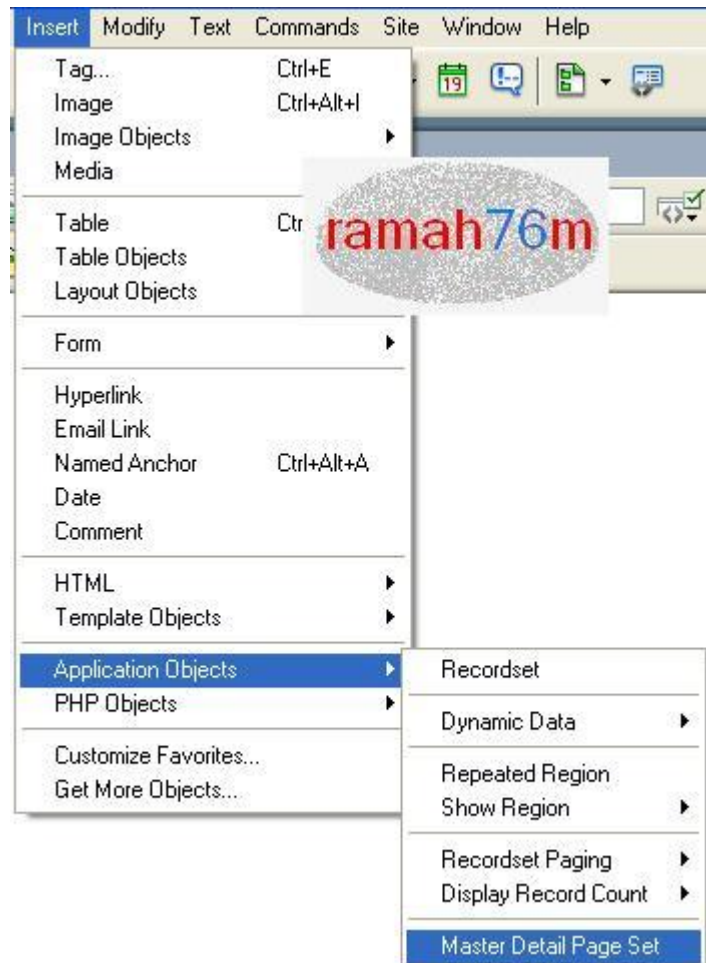 Insert Modify Text Commands Site Window Help
Tag... Ctrl+E
19
Image Ctrl+Alt+I
Image Objects
Media
Table Ctr
ramah76m
Table Objects
Layout Objects
Form
Hyperlink
Email Link
Named Anchor Ctrl+Alt+A
Date
Comment
HTML
Template Objects
Application Objects
PHP Objects
Customize Favorites...
Get More Objects...
Recordset
Dynamic Data
Repeated Region
Show Region
Recordset Paging
Display Record Count
Master Detail Page Set